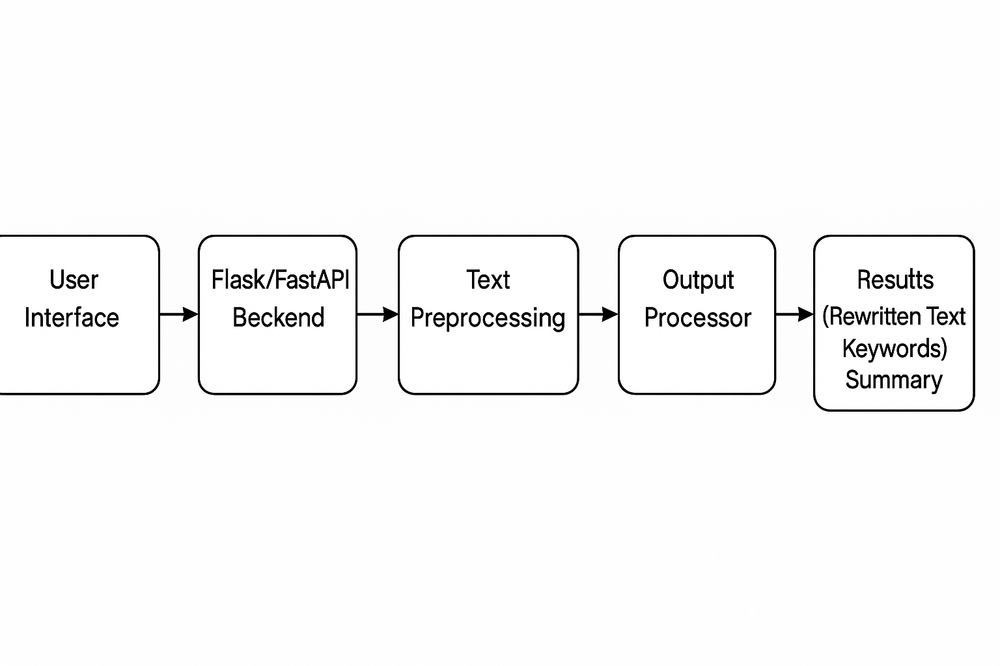 User
Interface
Flask/FastAPI
Beckend
Text
Preprocessing
Output
Processor
Resutts
(Rewritten Text
Keywords)
Summary